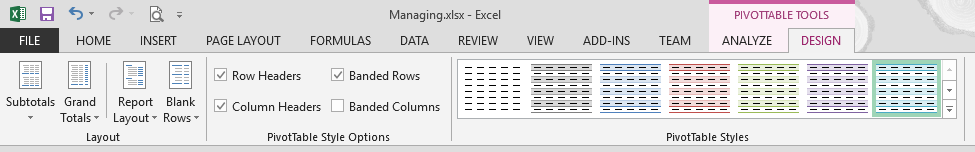 Managing.xlsx - Excel
PIVOTTABLE TOOLS
FILE HOME INSERT PAGE LAYOUT FORMULAS DATA REVIEW VIEW ADD-INS TEAM ANALYZE DESIGN
Subtotals
Grand
Totals
Report
Layout
Blank
Rows
Layout
Row Headers
Banded Rows
Column Headers
Banded Columns
PivotTable Style Options
PivotTable Styles